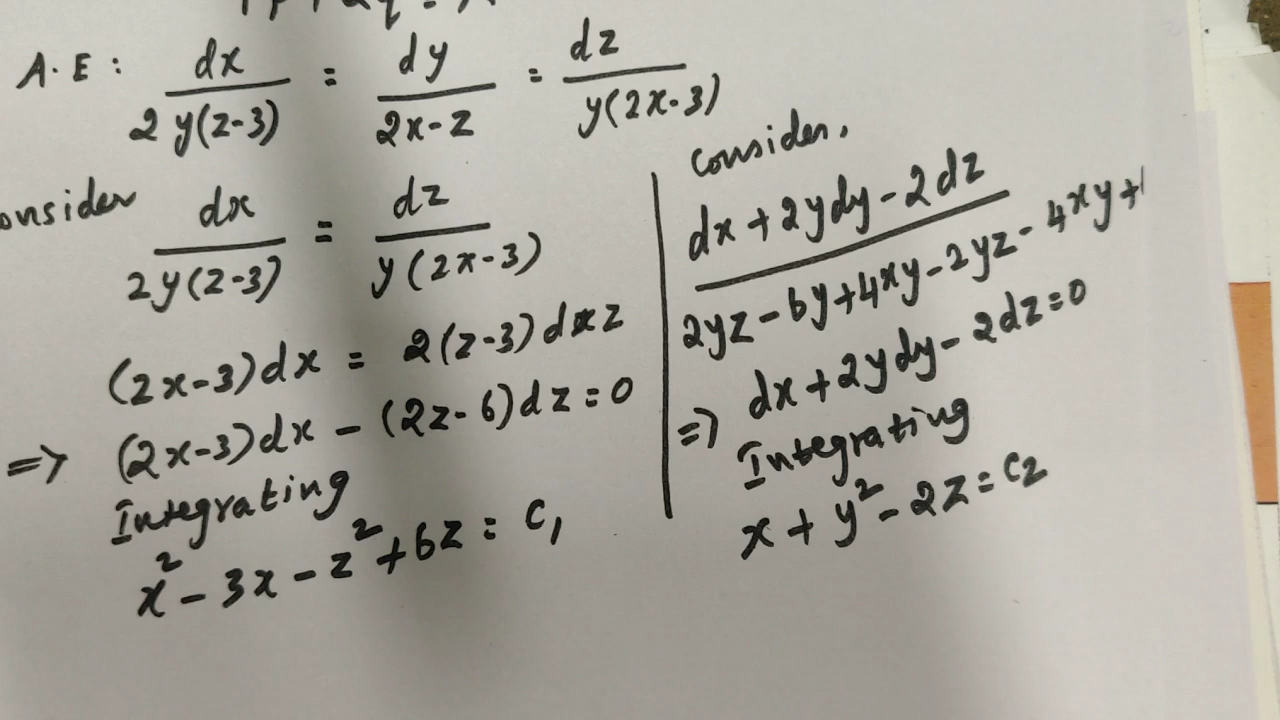 A.E: dx/2y(z-3) = dy/2x-z = dz/y(2x-3)
dx/2y(z-3) = dz/y(2x-3)
(2x-3)dx = 2(z-3)dz
=> (2x-3)dx - (2z-6)dz=0
Integrating
x²-3x-z²+6z = c₁
Consider,
dx+2ydy-2dz
2yz-6y+4xy-2yz-4xy+
=> dx+2ydy-2dz=0
Integrating
x+y²-2z=c₂